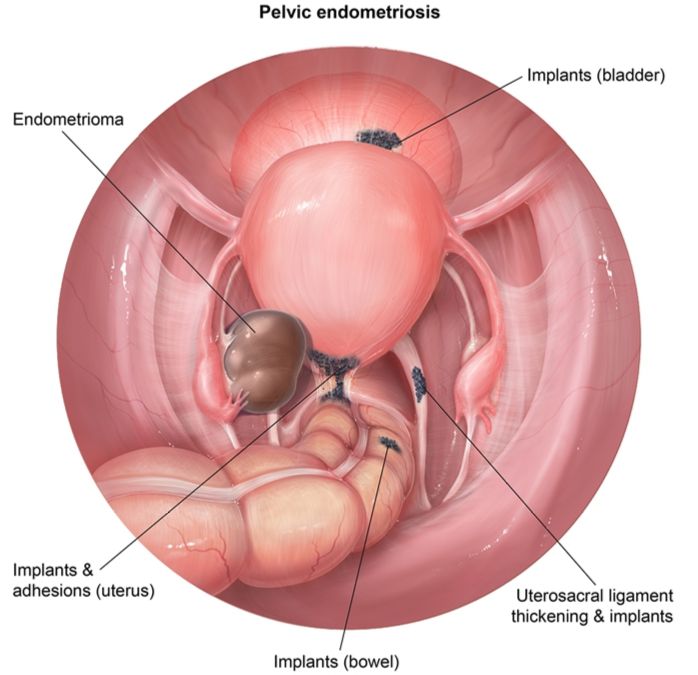 Pelvic endometriosis
Implants (bladder)
Endometrioma
Implants &
adhesions (uterus)
Uterosacral ligament
thickening & implants
Implants (bowel)